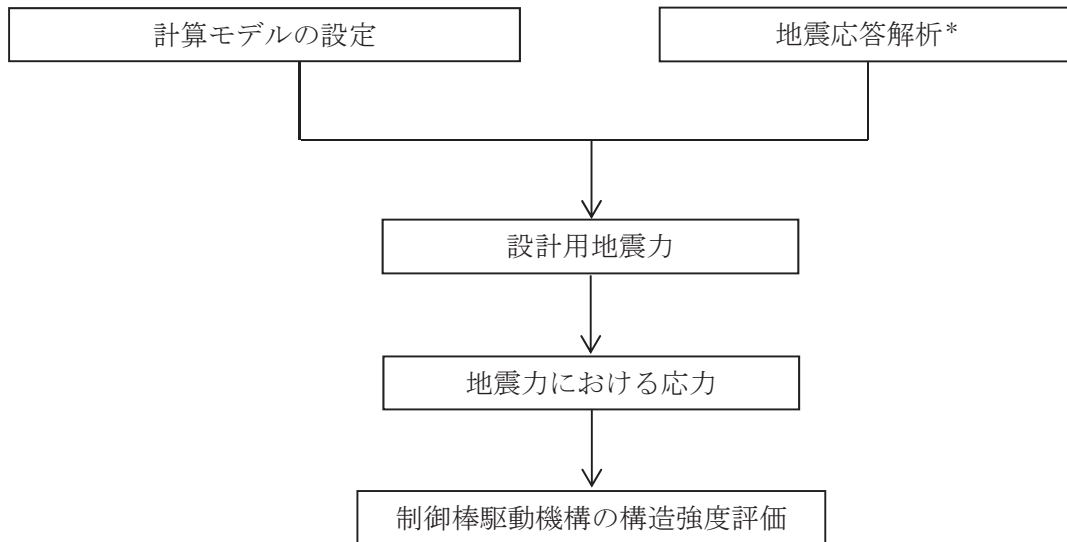 計算モデルの設定
地震応答解析*
設計用地震力
地震力における応力
制御棒駆動機構の構造強度評価